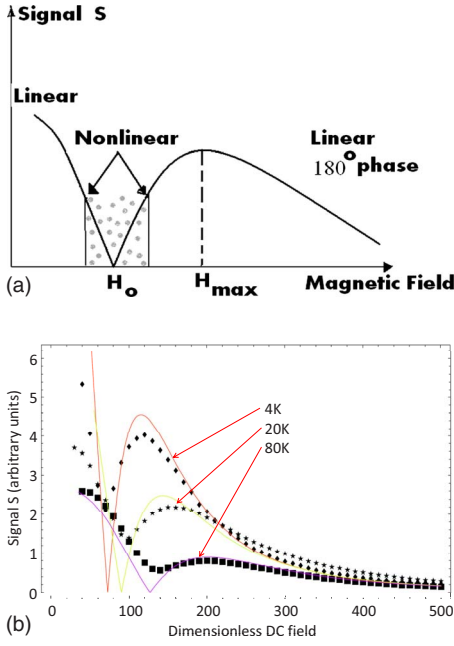 Signal S
Linear
Nonlinear
Linear
180° phase
(a)
Ho
Hmax
Magnetic Field
6
5
4
3
2
1
0
4K
20K
80K
Signal S (arbitrary units)
0 100 200 300 400 500
(b)
Dimensionless DC field